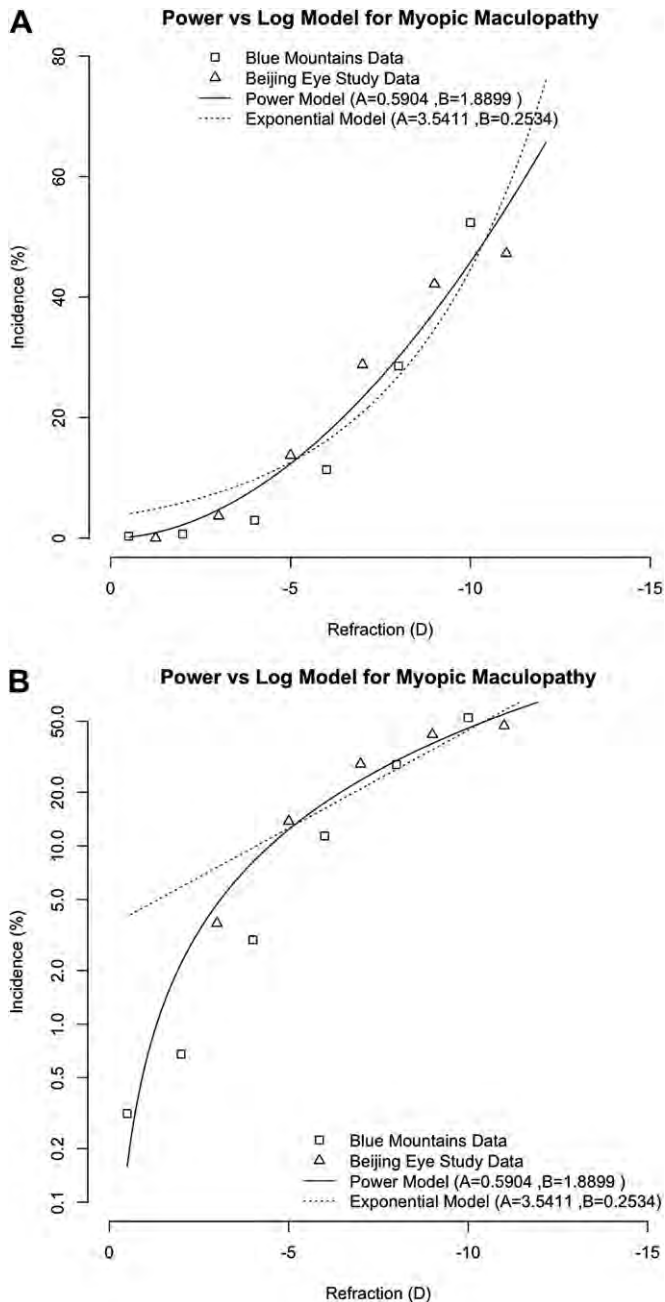 A
Power vs Log Model for Myopic Maculopathy
Blue Mountains Data
Beijing Eye Study Data
Power Model (A=0.5904 ,B=1.8899 )
Exponential Model (A=3.5411 ,B=0.2534)
80
60
40
20
0
Incidence (%)
0 -5 -10 -15
Refraction (D)
B
Power vs Log Model for Myopic Maculopathy
50.0
20.0
10.0
5.0
2.0
1.0
0.5
0.2
0.1
Incidence (%)
Blue Mountains Data
Beijing Eye Study Data
Power Model (A=0.5904 ,B=1.8899 )
Exponential Model (A=3.5411 ,B=0.2534)
0 -5 -10 -15
Refraction (D)